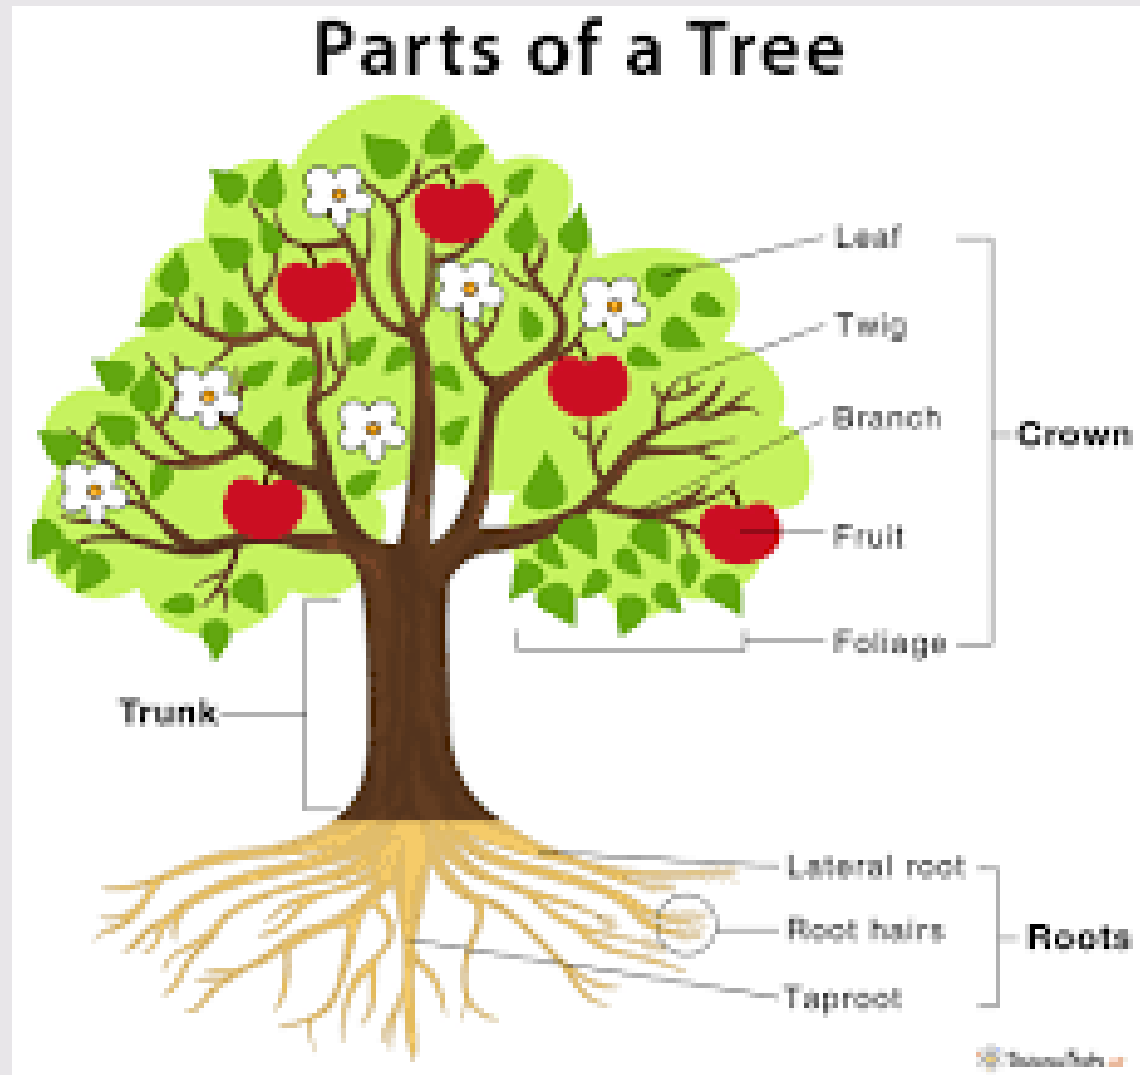 Parts of a Tree
Leaf
Twig
Branch
Crown
Fruit
Foliage
Trunk
Lateral root
Root hairs
Roots
Taproot